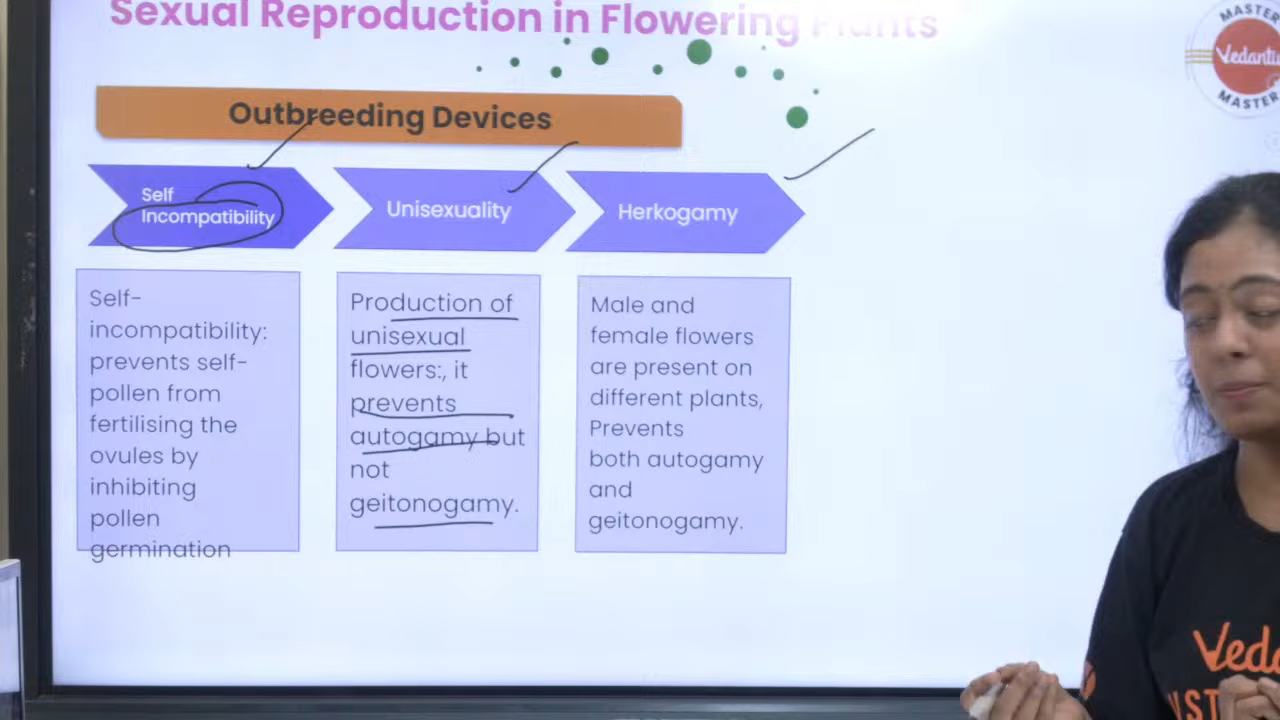 Sexual Reproduction in Flowering Plants
MASTER
Vedantu
MASTER
Outbreeding Devices
Self
Incompatibility
Unisexuality
Herkogamy
Self-
incompatibility:
prevents self-
pollen from
fertilising the
ovules by
inhibiting
pollen
germination
Production of
unisexual
flowers:, it
prevents
autogamy but
not
geitonogamy.
Male and
female flowers
are present on
different plants,
Prevents
both autogamy
and
geitonogamy.